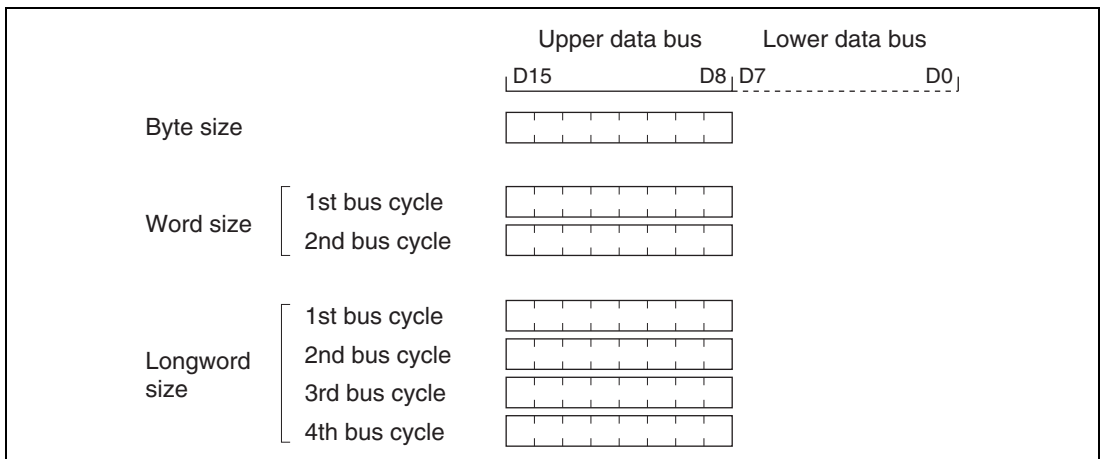 Upper data bus Lower data bus
D15 D8 D7 D0
Byte size
Word size
1st bus cycle
2nd bus cycle
Longword
size
1st bus cycle
2nd bus cycle
3rd bus cycle
4th bus cycle